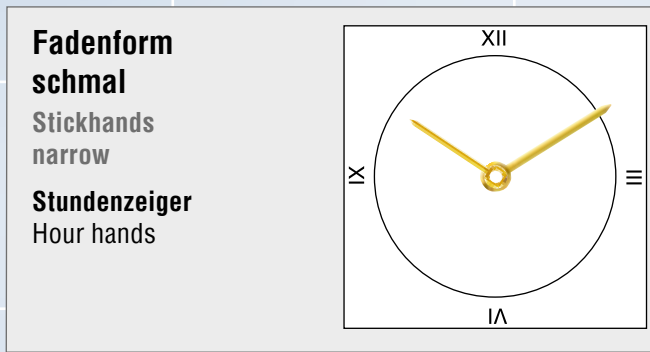 Fadenform
schmal
Stickhands
narrow
Stundenzeiger
Hour hands
XII
IX
III
VI